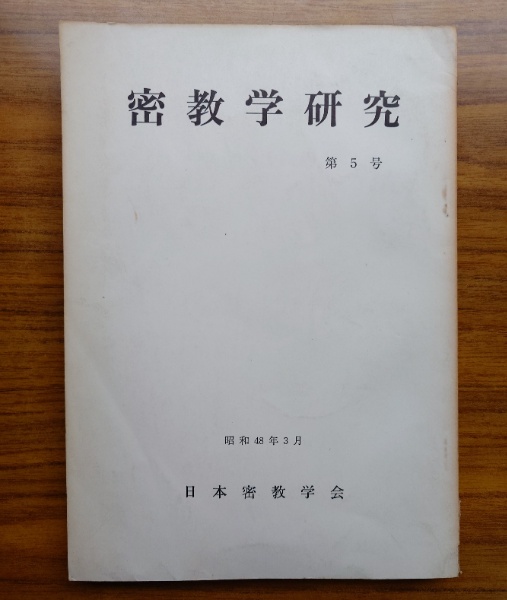 密教学研究
第5号
昭和48年3月
日本密教学会